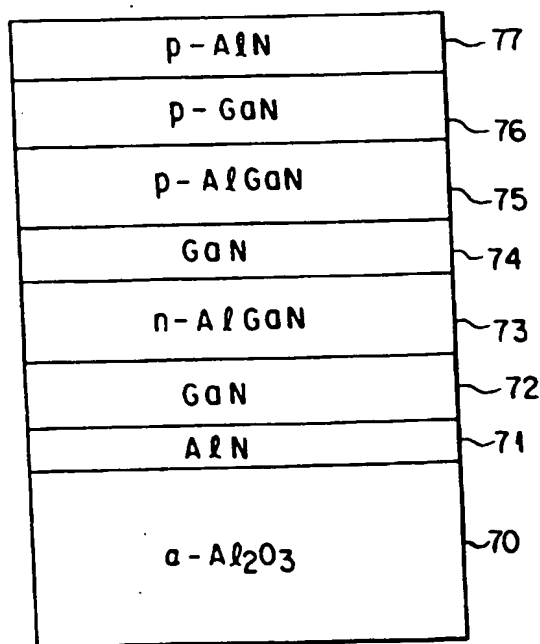 p-AlN 77
p-GaN 76
p-AlGaN 75
GaN 74
n-AlGaN 73
GaN 72
AlN 71
a-Al2O3 70